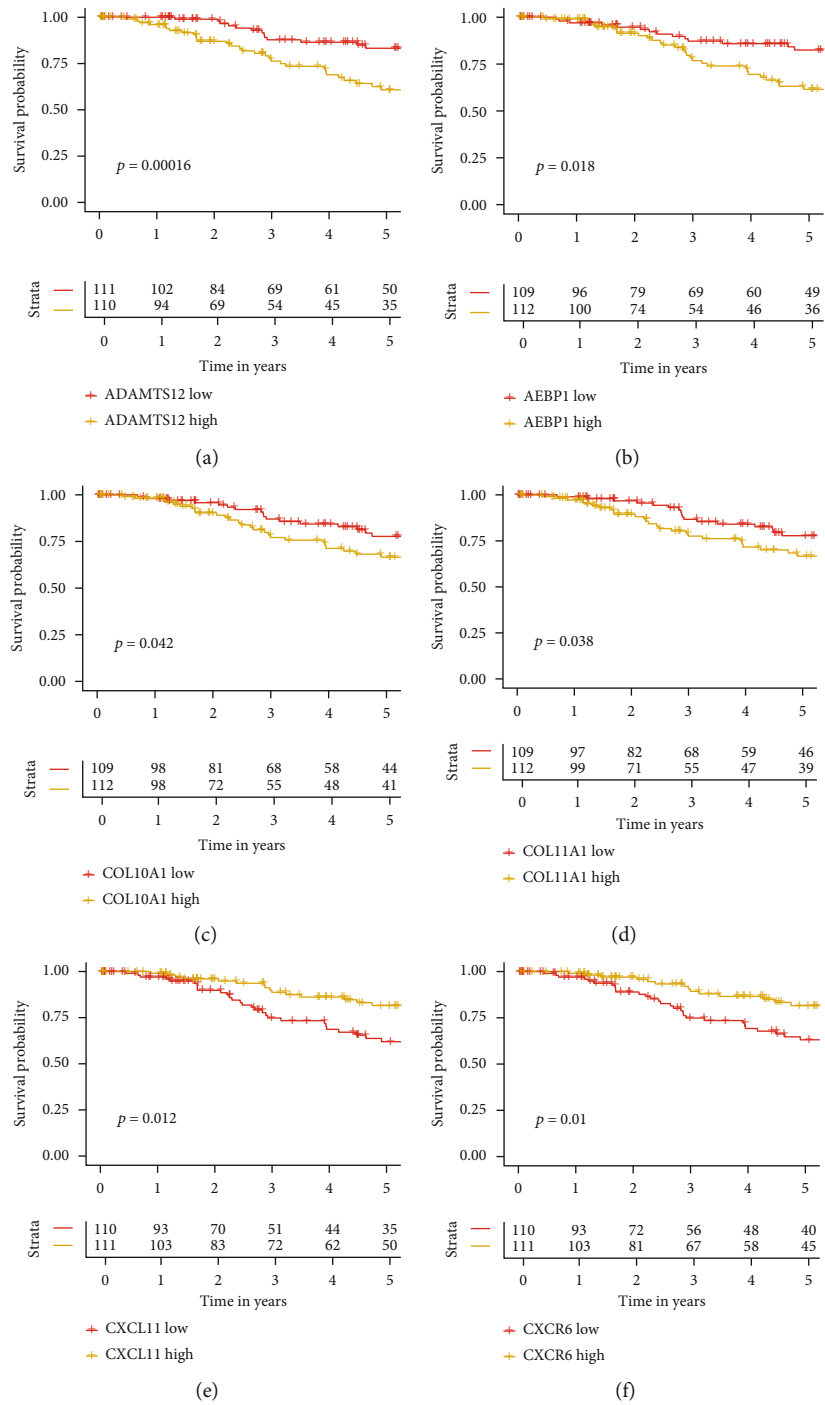 1.00
0.75
0.50
0.25
0.00
Survival probability
p = 0.00016
0 1 2 3 4 5
Strata
111 102 84 69 61 50
110 94 69 54 45 35
0 1 2 3 4 5
Time in years
ADAMTS12 low
ADAMTS12 high
(a)
1.00
0.75
0.50
0.25
0.00
Survival probability
p = 0.018
0 1 2 3 4 5
Strata
109 96 79 69 60 49
112 100 74 54 46 36
0 1 2 3 4 5
Time in years
AEBP1 low
AEBP1 high
(b)
1.00
0.75
0.50
0.25
0.00
Survival probability
p = 0.042
0 1 2 3 4 5
Strata
109 98 81 68 58 44
112 98 72 55 48 41
0 1 2 3 4 5
Time in years
COL10A1 low
COL10A1 high
(c)
1.00
0.75
0.50
0.25
0.00
Survival probability
p = 0.038
0 1 2 3 4 5
Strata
109 97 82 68 59 46
112 99 71 55 47 39
0 1 2 3 4 5
Time in years
COL11A1 low
COL11A1 high
(d)
1.00
0.75
0.50
0.25
0.00
Survival probability
p = 0.012
0 1 2 3 4 5
Strata
110 93 70 51 44 35
111 103 83 72 62 50
0 1 2 3 4 5
Time in years
CXCL11 low
CXCL11 high
(e)
1.00
0.75
0.50
0.25
0.00
Survival probability
p = 0.01
0 1 2 3 4 5
Strata
110 93 72 56 48 40
111 103 81 67 58 45
0 1 2 3 4 5
Time in years
CXCR6 low
CXCR6 high
(f)